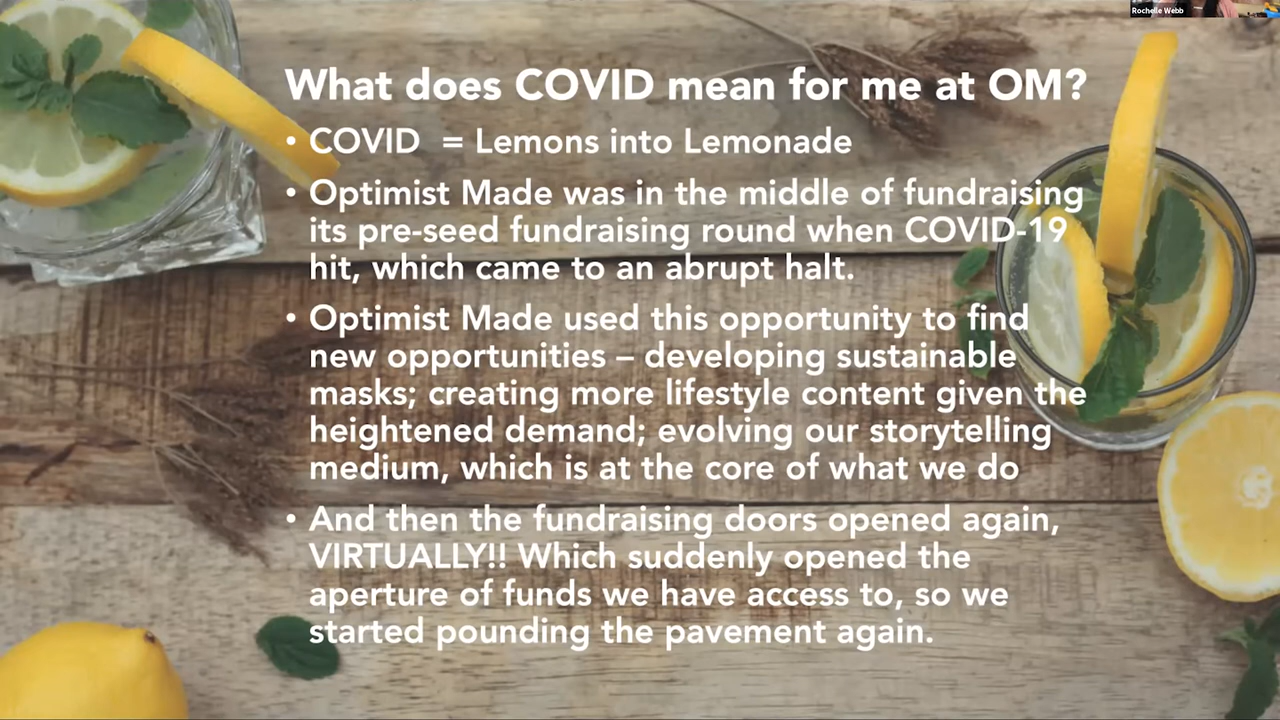 Rochelle Webb
What does COVID mean for me at OM?
• COVID = Lemons into Lemonade
• Optimist Made was in the middle of fundraising
its pre-seed fundraising round when COVID-19
hit, which came to an abrupt halt.
• Optimist Made used this opportunity to find
new opportunities – developing sustainable
masks; creating more lifestyle content given the
heightened demand; evolving our storytelling
medium, which is at the core of what we do
• And then the fundraising doors opened again,
VIRTUALLY!! Which suddenly opened the
aperture of funds we have access to, so we
started pounding the pavement again.